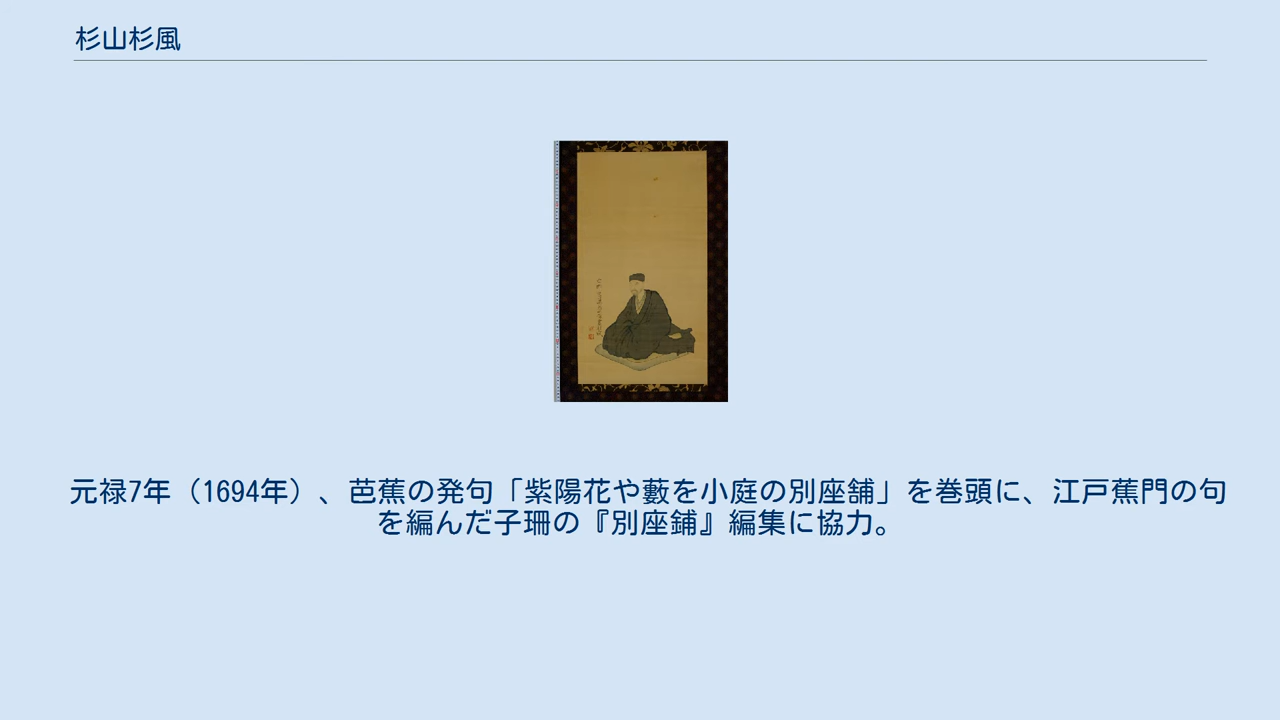 杉山杉風
元禄7年（1694年）、芭蕉の発句「紫陽花や藪を小庭の別座舗」を巻頭に、江戸蕉門の句
を編んだ子珊の『別座鋪』編集に協力。